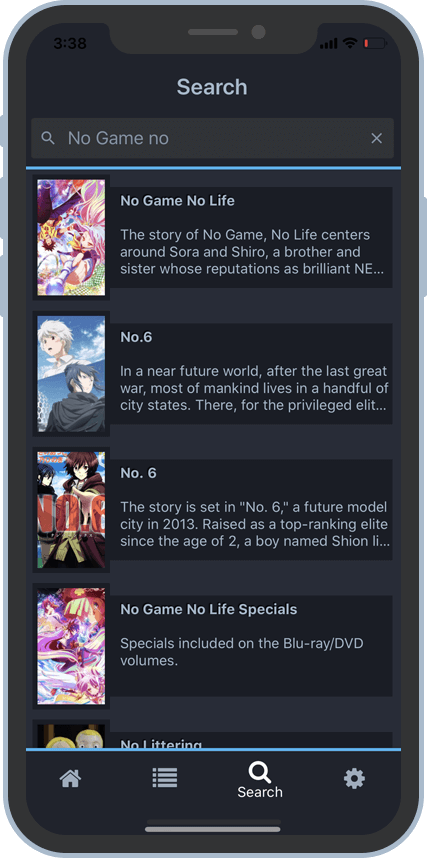 3:38
Search
No Game no
No Game No Life
The story of No Game, No Life centers
around Sora and Shiro, a brother and
sister whose reputations as brilliant NE...
No.6
In a near future world, after the last great
war, most of mankind lives in a handful of
city states. There, for the privileged elit...
No. 6
The story is set in "No. 6," a future model
city in 2013. Raised as a top-ranking elite
since the age of 2, a boy named Shion li...
NO.6
No Game No Life Specials
Specials included on the Blu-ray/DVD
volumes.
No Littering
Search